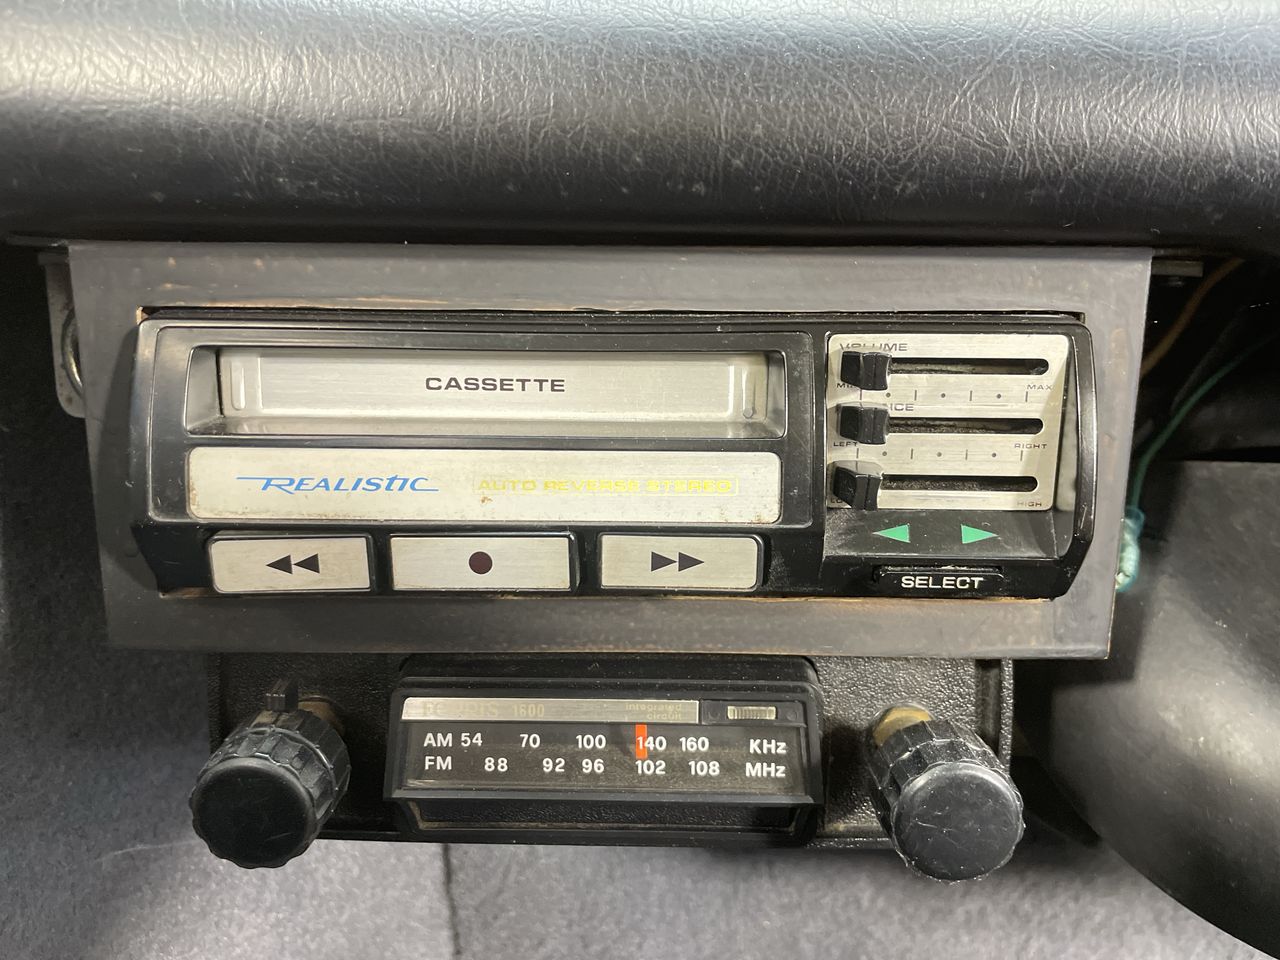 CASSETTE
REALISTIC
AUTO REVERSE STEREO
VOLUME
MAX
LEFT
RIGHT
HIGH
SELECT
1600
integrated
circuit
AM 54 70 100 140 160 KHz
FM 88 92 96 102 108 MHz